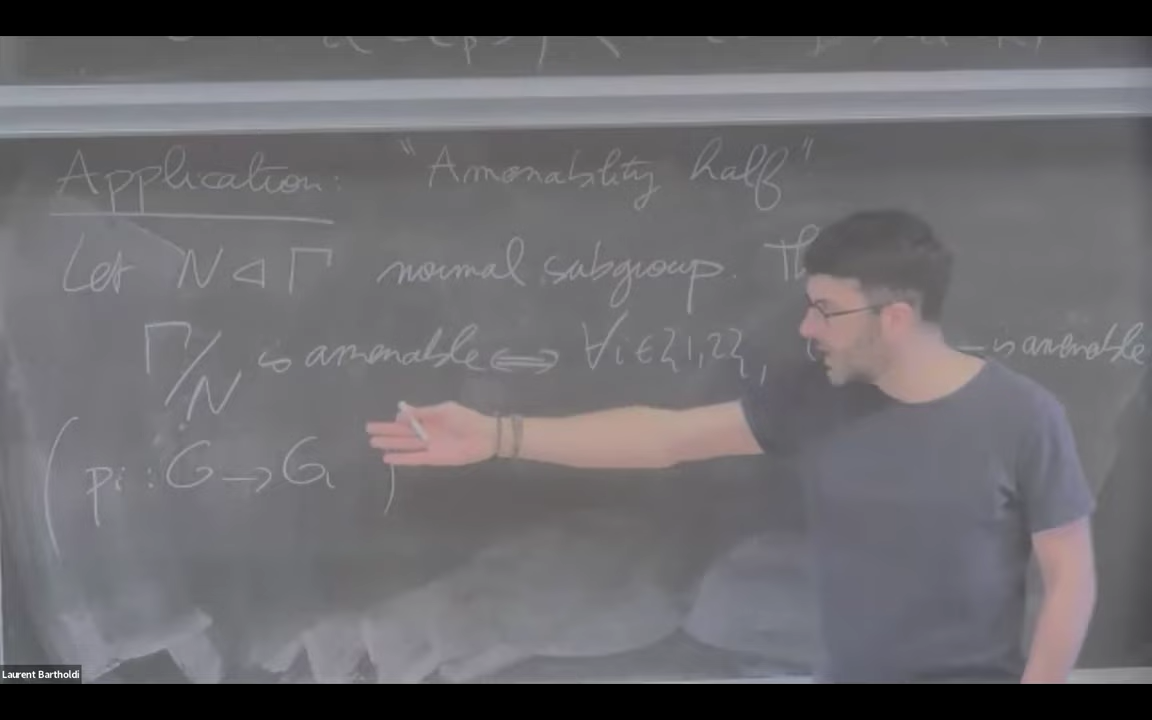 Application: "Amenability half"
Let N ◁ Γ normal subgroup. Th
Γ/N is amenable ⟺ ∀i∈{1,2}, is amenable
(pi : G → Gi)
Laurent Bartholdi